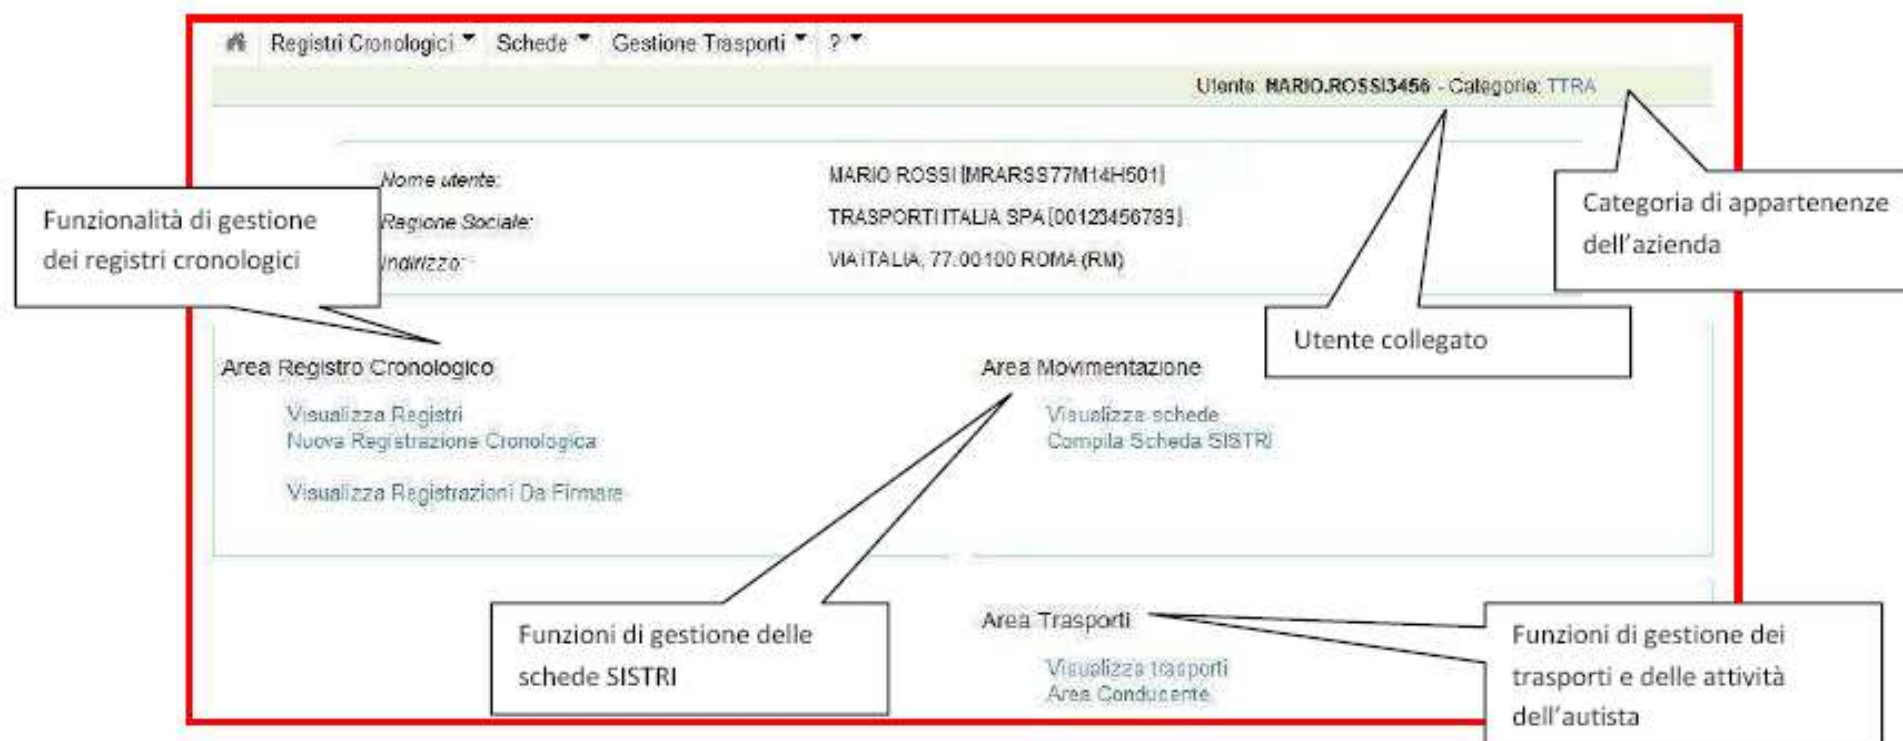 Registri Cronologici Schede Gestione Trasporti ?
Utente: MARIO.ROSSI3456 - Categorie: TTRA
Nome utente: MARIO ROSSI [MRARSS77M14H501]
Ragione Sociale: TRASPORTI ITALIA SPA [00123456789]
Indirizzo: VIA ITALIA, 77 00100 ROMA (RM)
Funzionalità di gestione
dei registri cronologici
Categoria di appartenenze
dell'azienda
Utente collegato
Area Registro Cronologico
Visualizza Registri
Nuova Registrazione Cronologica
Visualizza Registrazioni Da Firmare
Area Movimentazione
Visualizza schede
Compila Scheda SISTRI
Funzioni di gestione delle
schede SISTRI
Area Trasporti
Visualizza trasporti
Area Conducente
Funzioni di gestione dei
trasporti e delle attività
dell'autista